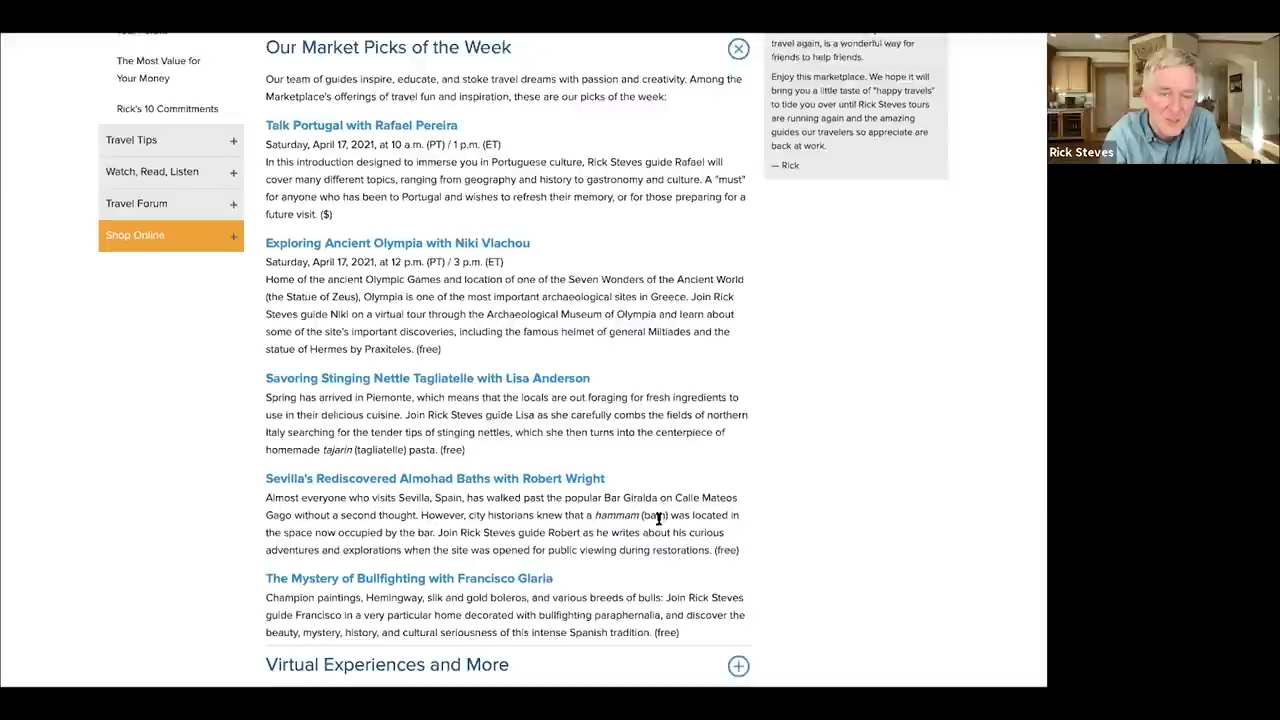 The Most Value for
Your Money
Rick's 10 Commitments
Travel Tips +
Watch, Read, Listen +
Travel Forum +
Shop Online +
Our Market Picks of the Week
Our team of guides inspire, educate, and stoke travel dreams with passion and creativity. Among the
Marketplace's offerings of travel fun and inspiration, these are our picks of the week:
Talk Portugal with Rafael Pereira
Saturday, April 17, 2021, at 10 a.m. (PT) / 1 p.m. (ET)
In this introduction designed to immerse you in Portuguese culture, Rick Steves guide Rafael will
cover many different topics, ranging from geography and history to gastronomy and culture. A "must"
for anyone who has been to Portugal and wishes to refresh their memory, or for those preparing for a
future visit. ($)
Exploring Ancient Olympia with Niki Vlachou
Saturday, April 17, 2021, at 12 p.m. (PT) / 3 p.m. (ET)
Home of the ancient Olympic Games and location of one of the Seven Wonders of the Ancient World
(the Statue of Zeus), Olympia is one of the most important archaeological sites in Greece. Join Rick
Steves guide Niki on a virtual tour through the Archaeological Museum of Olympia and learn about
some of the site's important discoveries, including the famous helmet of general Miltiades and the
statue of Hermes by Praxiteles. (free)
Savoring Stinging Nettle Tagliatelle with Lisa Anderson
Spring has arrived in Piemonte, which means that the locals are out foraging for fresh ingredients to
use in their delicious cuisine. Join Rick Steves guide Lisa as she carefully combs the fields of northern
Italy searching for the tender tips of stinging nettles, which she then turns into the centerpiece of
homemade tajarin (tagliatelle) pasta. (free)
Sevilla's Rediscovered Almohad Baths with Robert Wright
Almost everyone who visits Sevilla, Spain, has walked past the popular Bar Giralda on Calle Mateos
Gago without a second thought. However, city historians knew that a hammam (bath) was located in
the space now occupied by the bar. Join Rick Steves guide Robert as he writes about his curious
adventures and explorations when the site was opened for public viewing during restorations. (free)
The Mystery of Bullfighting with Francisco Glaria
Champion paintings, Hemingway, silk and gold boleros, and various breeds of bulls: Join Rick Steves
guide Francisco in a very particular home decorated with bullfighting paraphernalia, and discover the
beauty, mystery, history, and cultural seriousness of this intense Spanish tradition. (free)
Virtual Experiences and More
travel again, is a wonderful way for
friends to help friends.
Enjoy this marketplace. We hope it will
bring you a little taste of "happy travels"
to tide you over until Rick Steves tours
are running again and the amazing
guides our travelers so appreciate are
back at work.
— Rick
Rick Steves